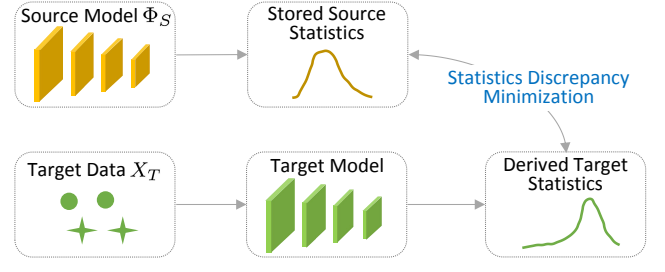 Source Model Φ_S
Stored Source
Statistics
Statistics Discrepancy
Minimization
Target Data X_T
Target Model
Derived Target
Statistics